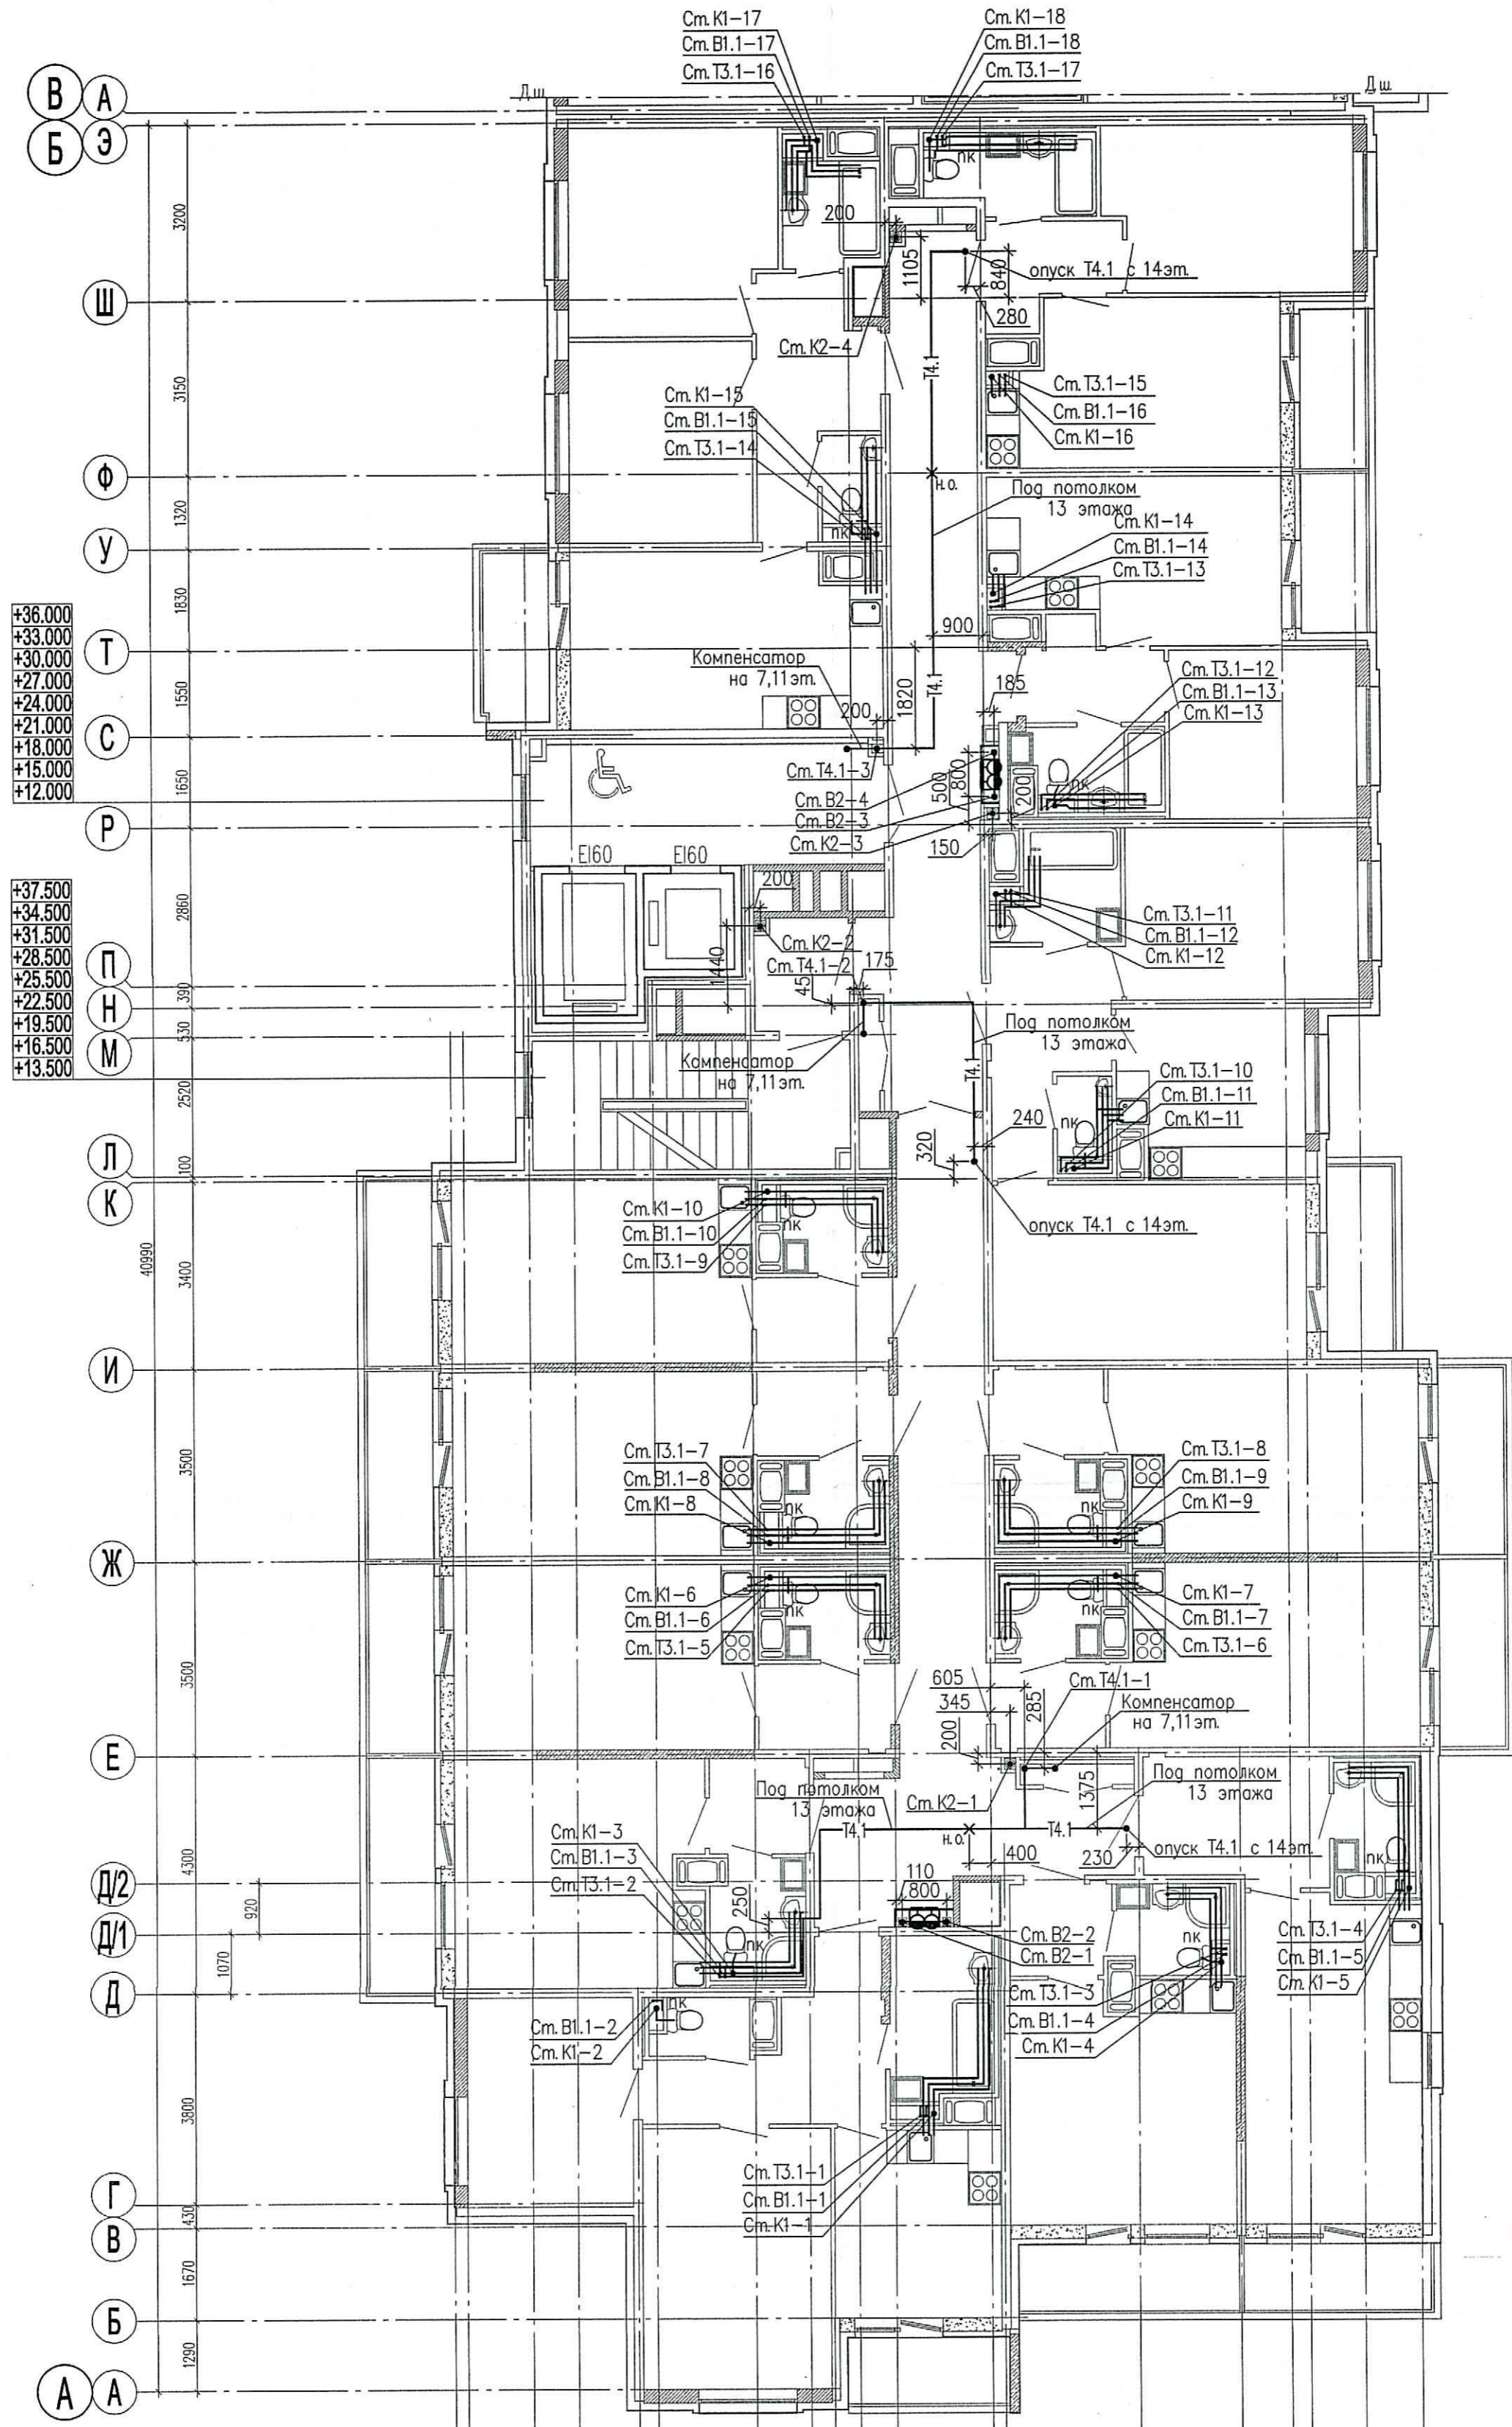 Ст. К1-17
Ст. В1.1-17
Ст. Т3.1-16
Ст. К1-18
Ст. В1.1-18
Ст. Т3.1-17
В
А
Б
Э
Д.ш.
Д.ш.
пк
3200
200
1105
840
опуск Т4.1 с 14эт.
280
Ш
Ст. К2-4
Т4.1
3150
Ст. К1-15
Ст. В1.1-15
Ст. Т3.1-14
Ст. Т3.1-15
Ст. В1.1-16
Ст. К1-16
Ф
н.о.
Под потолком
13 этажа
1320
пк
Ст. К1-14
Ст. В1.1-14
Ст. Т3.1-13
У
1830
+36.000
+33.000
+30.000
+27.000
+24.000
+21.000
+18.000
+15.000
+12.000
Т
900
Компенсатор
на 7,11эт.
1820
Т4.1
185
Ст. Т3.1-12
Ст. В1.1-13
Ст. К1-13
1550
200
С
Ст. Т4.1-3
500
800
200
пк
1650
Ст. В2-4
Ст. В2-3
Ст. К2-3
150
Р
EI60
EI60
200
+37.500
+34.500
+31.500
+28.500
+25.500
+22.500
+19.500
+16.500
+13.500
2860
Ст. Т3.1-11
Ст. В1.1-12
Ст. К1-12
Ст. К2-2
Ст. Т4.1-2
1440
45
175
П
390
Н
530
М
Под потолком
13 этажа
Компенсатор
на 7,11эт.
Т4.1
Ст. Т3.1-10
Ст. В1.1-11
Ст. К1-11
пк
2520
240
320
Л
1100
К
Ст. К1-10
Ст. В1.1-10
Ст. Т3.1-9
пк
опуск Т4.1 с 14эт.
40990
3400
И
3500
Ст. Т3.1-7
Ст. В1.1-8
Ст. К1-8
пк
пк
Ст. Т3.1-8
Ст. В1.1-9
Ст. К1-9
Ж
Ст. К1-6
Ст. В1.1-6
Ст. Т3.1-5
пк
пк
Ст. К1-7
Ст. В1.1-7
Ст. Т3.1-6
3500
605
345
285
200
Ст. Т4.1-1
Компенсатор
на 7,11эт.
Е
Под потолком
13 этажа
Ст. К2-1
1375
Под потолком
13 этажа
Т4.1
н.о.
Т4.1
400
230
опуск Т4.1 с 14эт.
4300
Ст. К1-3
Ст. В1.1-3
Ст. Т3.1-2
250
110
800
пк
пк
Д/2
920
Д/1
1070
Д
Ст. В2-2
Ст. В2-1
пк
Ст. Т3.1-4
Ст. В1.1-5
Ст. К1-5
Ст. Т3.1-3
Ст. В1.1-4
Ст. К1-4
пк
Ст. В1.1-2
Ст. К1-2
3800
Ст. Т3.1-1
Ст. В1.1-1
Ст. К1-1
Г
430
В
1670
Б
1290
А
А